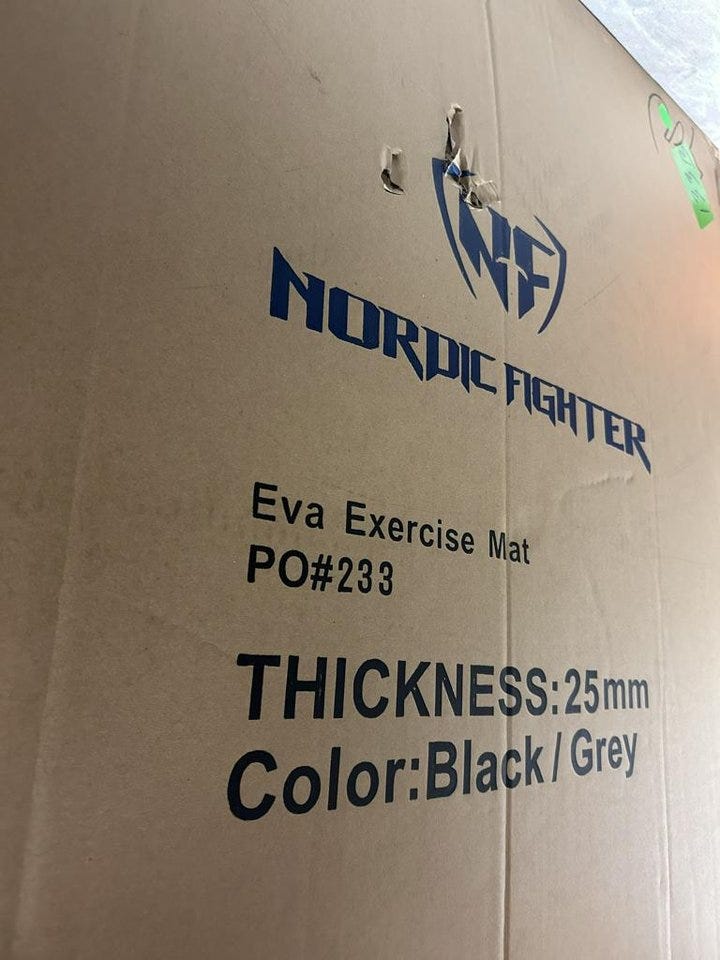 NF
NORDIC FIGHTER
Eva Exercise Mat
PO#233
THICKNESS:25mm
Color:Black/Grey